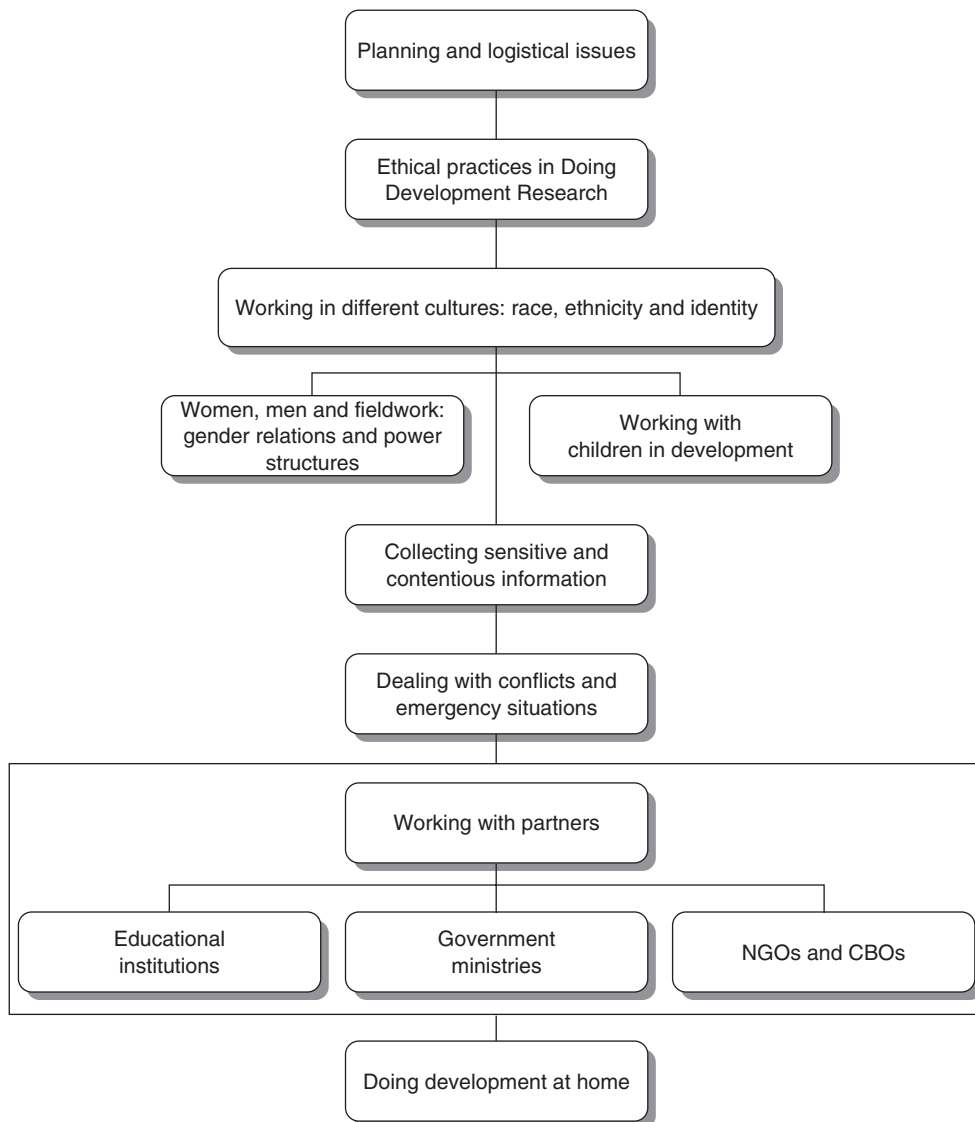 Planning and logistical issues
Ethical practices in Doing
Development Research
Working in different cultures: race, ethnicity and identity
Women, men and fieldwork:
gender relations and power
structures
Working with
children in development
Collecting sensitive and
contentious information
Dealing with conflicts and
emergency situations
Working with partners
Educational
institutions
Government
ministries
NGOs and CBOs
Doing development at home